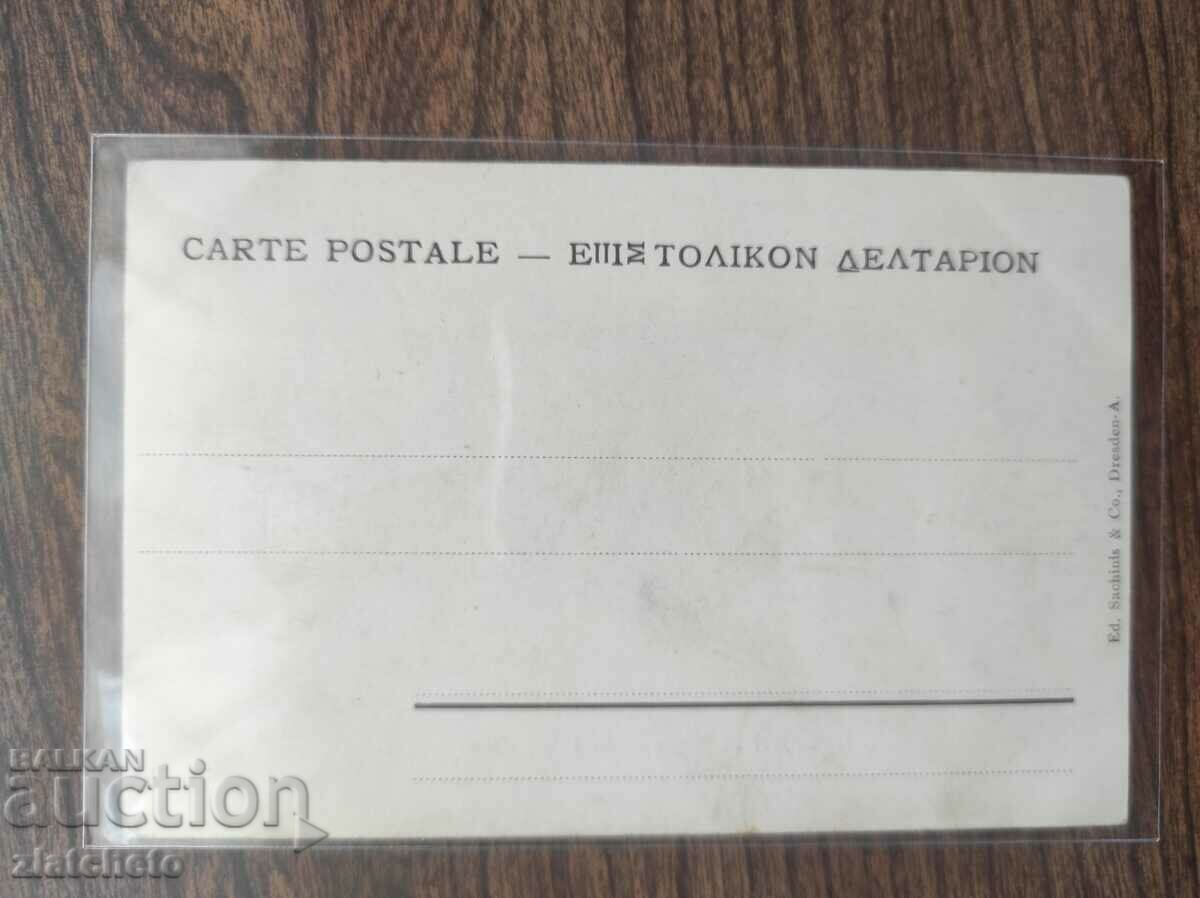 CARTE POSTALE — ΕΠΙΣΤΟΛΙΚΟΝ ΔΕΛΤΑΡΙΟΝ
Ed. Sachinis & Co., Dresden-A.
BALKAN
auction
zlatcheto